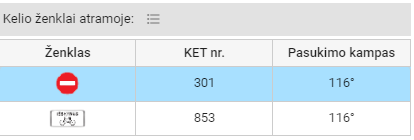 Kelio ženklai atramoje:
Ženklas KET nr. Pasukimo kampas
301 116°
853 116°